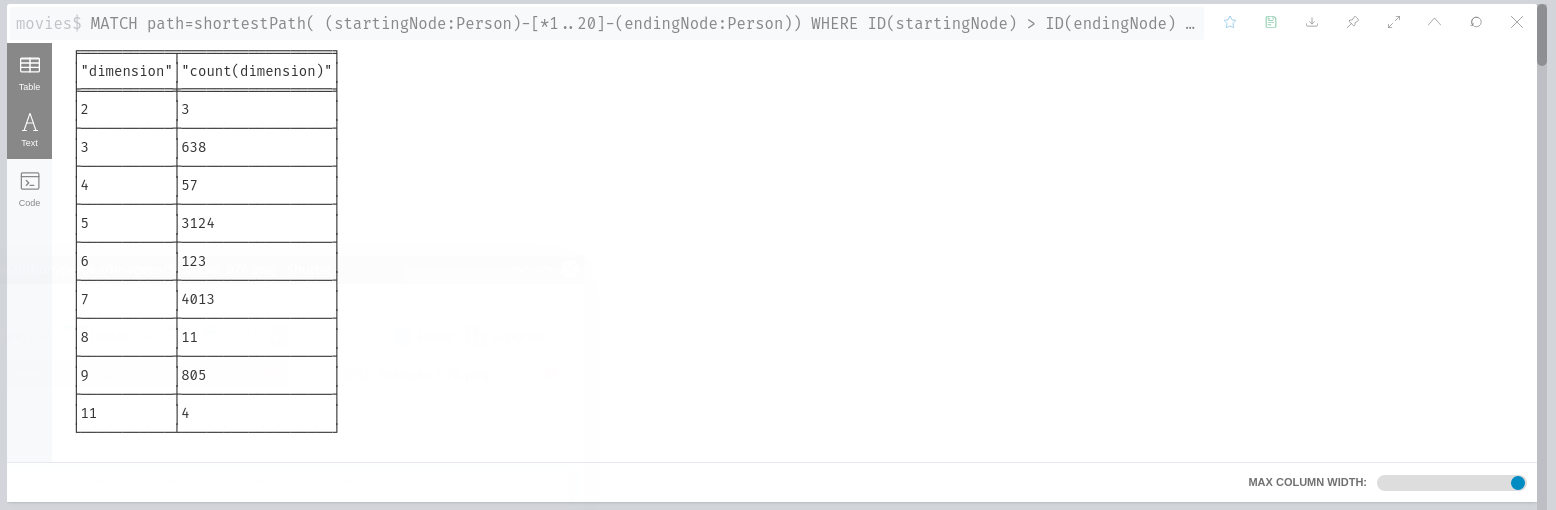 movies$ MATCH path=shortestPath( (startingNode:Person)-[*1..20]-(endingNode:Person)) WHERE ID(startingNode) > ID(endingNode) …
Table
Text
Code
"dimension" "count(dimension)"
2 3
3 638
4 57
5 3124
6 123
7 4013
8 11
9 805
11 4
MAX COLUMN WIDTH: